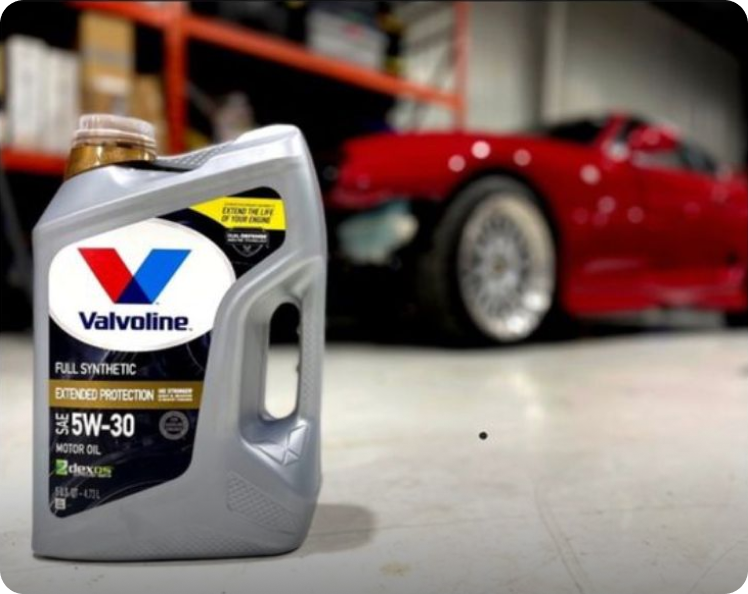 EXTEND THE LIFE
OF YOUR ENGINE
Valvoline
FULL SYNTHETIC
EXTENDED PROTECTION
SAE 5W-30
MOTOR OIL
dexos